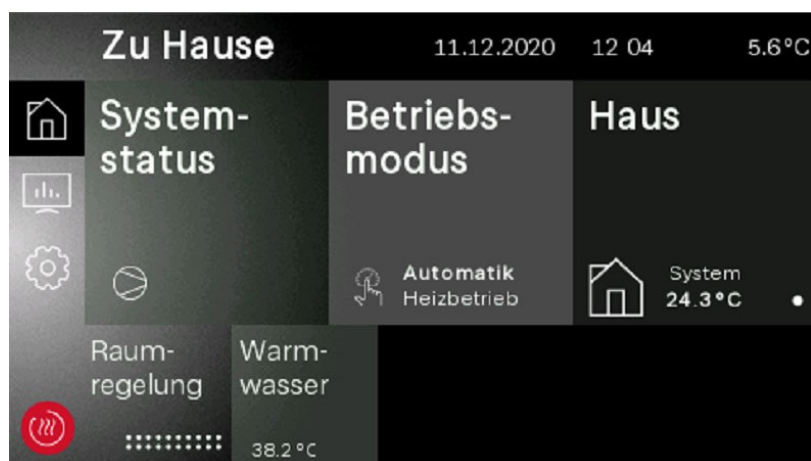 Zu Hause 11.12.2020 12 04 5.6°C
System-
status
Betriebs-
modus
Automatik
Heizbetrieb
Haus
System
24.3°C
Raum-
regelung
Warm-
wasser
38.2°C